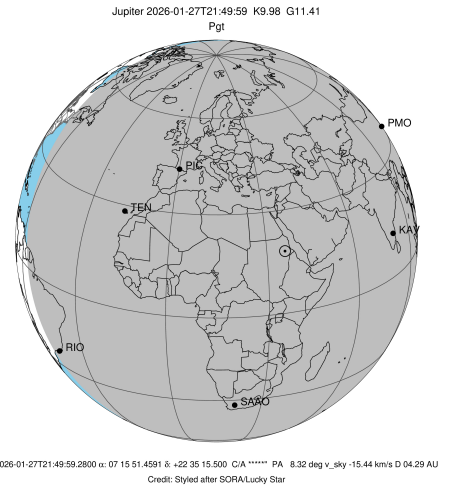 Jupiter 2026-01-27T21:49:59 K9.98 G11.41
Pgt
PMO
PIC
TEN
KAV
RIO
SAAO
026-01-27T21:49:59.2800 α: 07 15 51.4591 δ: +22 35 15.500 C/A ***** PA 8.32 deg v_sky -15.44 km/s D 04.29 AU
Credit: Styled after SORA/Lucky Star